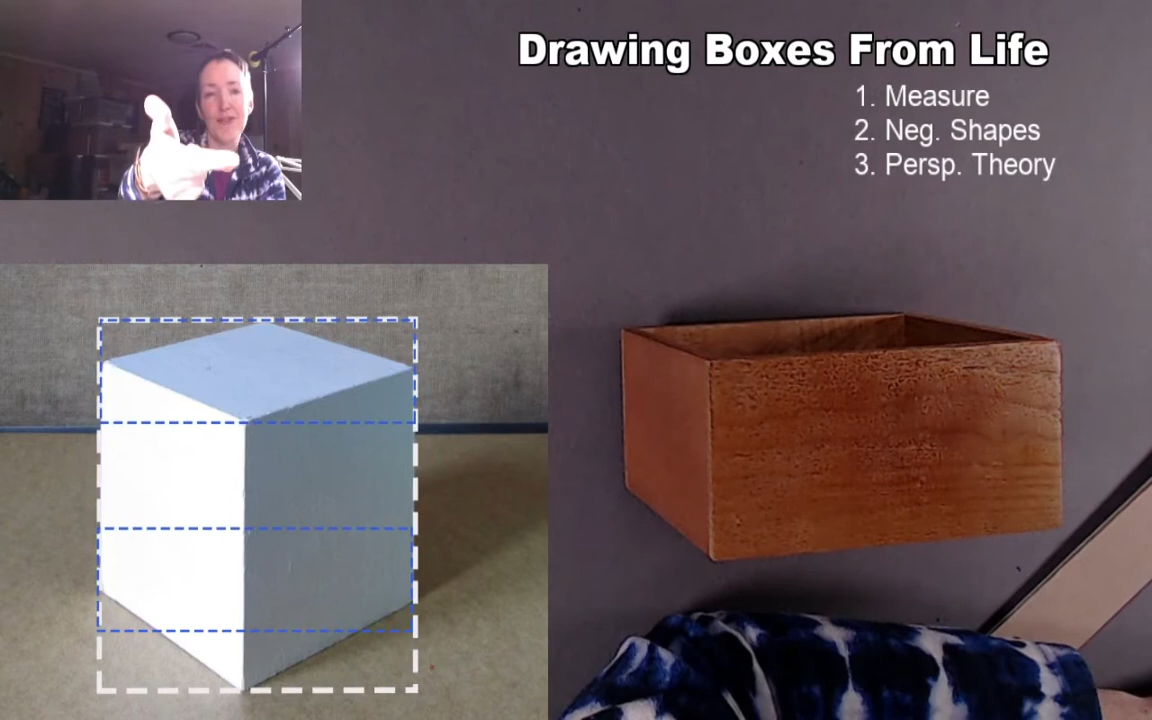 Drawing Boxes From Life
1. Measure
2. Neg. Shapes
3. Persp. Theory